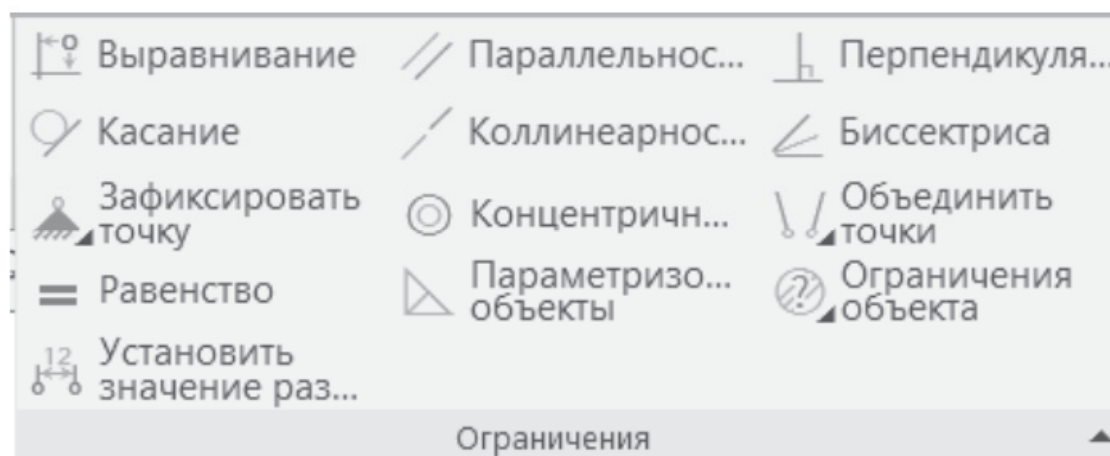 Выравнивание
Параллельнос...
Перпендикуля...
Касание
Коллинеарнос...
Биссектриса
Зафиксировать
точку
Концентричн...
Объединить
точки
Равенство
Параметризо...
объекты
Ограничения
объекта
12
Установить
значение раз...
Ограничения